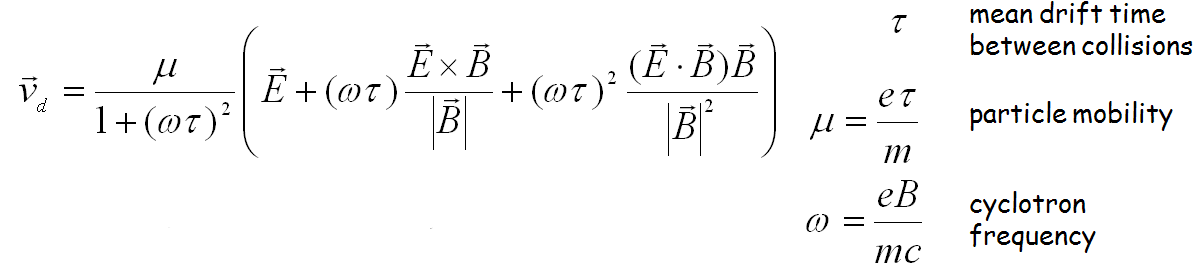 v⃗_d = μ / (1 + (ωτ)²) ( E⃗ + (ωτ) (E⃗ × B⃗) / |B⃗| + (ωτ)² ((E⃗ · B⃗)B⃗) / |B⃗|² )
τ mean drift time
between collisions
μ = eτ / m particle mobility
ω = eB / mc cyclotron
frequency